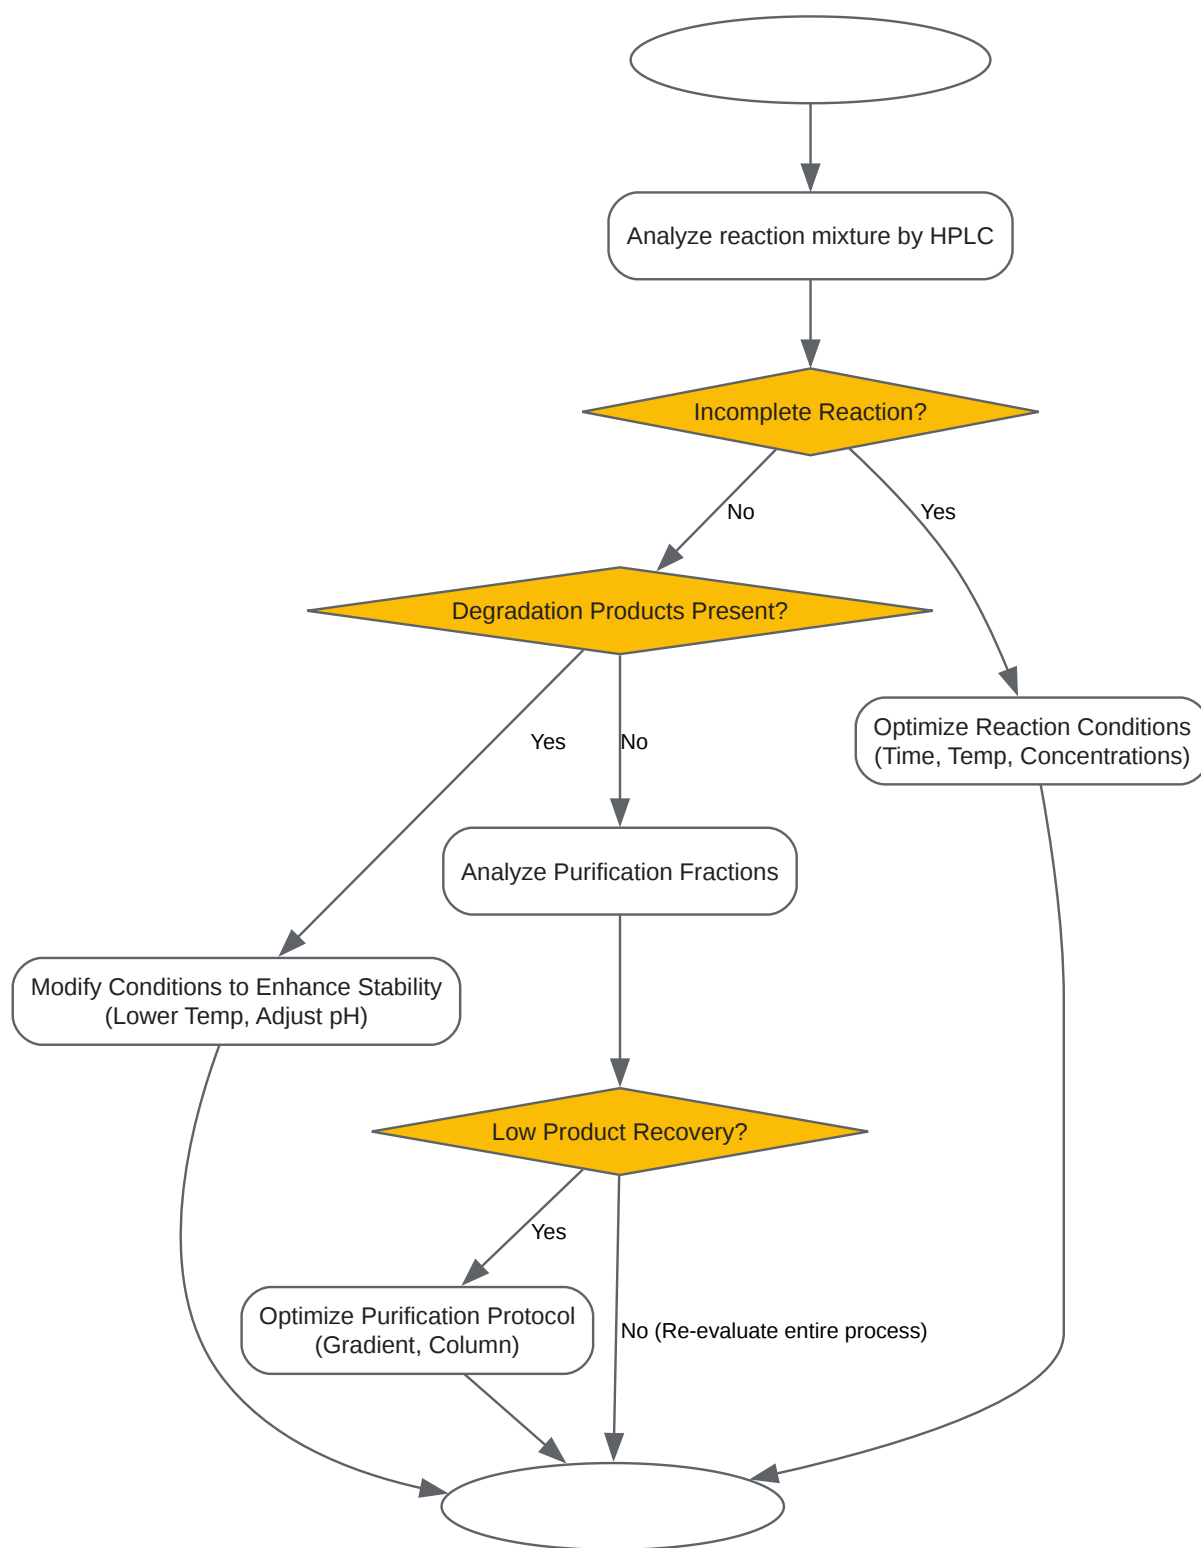 Analyze reaction mixture by HPLC
Incomplete Reaction?
No
Yes
Degradation Products Present?
Optimize Reaction Conditions
(Time, Temp, Concentrations)
Yes
No
Analyze Purification Fractions
Modify Conditions to Enhance Stability
(Lower Temp, Adjust pH)
Low Product Recovery?
Yes
Optimize Purification Protocol
(Gradient, Column)
No (Re-evaluate entire process)